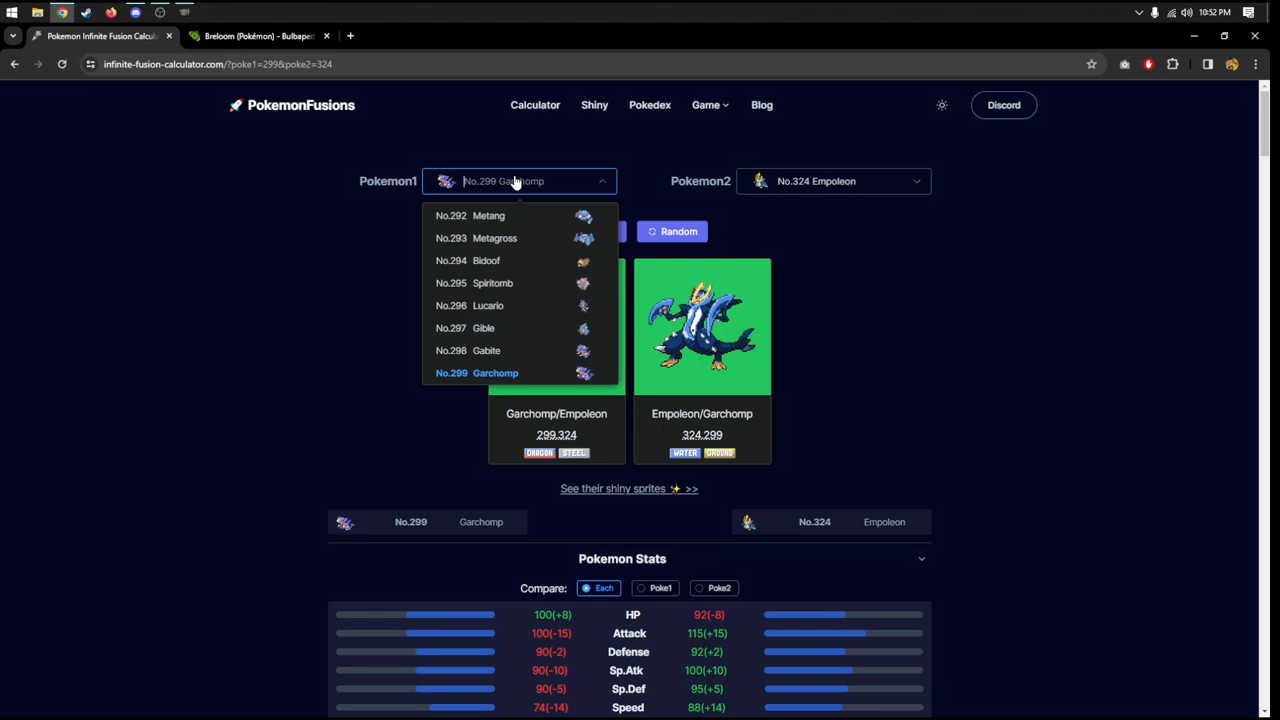 10:52 PM
Pokemon Infinite Fusion Calcul
Breloom (Pokémon) - Bulbaped
infinite-fusion-calculator.com/?poke1=299&poke2=324
PokemonFusions
Calculator
Shiny
Pokedex
Game
Blog
Discord
Pokemon1
No.299 Garchomp
Pokemon2
No.324 Empoleon
No.292 Metang
No.293 Metagross
No.294 Bidoof
No.295 Spiritomb
No.296 Lucario
No.297 Gible
No.298 Gabite
No.299 Garchomp
Random
Garchomp/Empoleon
299.324
DRAGON STEEL
Empoleon/Garchomp
324.299
WATER GROUND
See their shiny sprites ✨ >>
No.299 Garchomp
No.324 Empoleon
Pokemon Stats
Compare: Each Poke1 Poke2
100(+8) HP 92(-8)
100(-15) Attack 115(+15)
90(-2) Defense 92(+2)
90(-10) Sp.Atk 100(+10)
90(-5) Sp.Def 95(+5)
74(-14) Speed 88(+14)